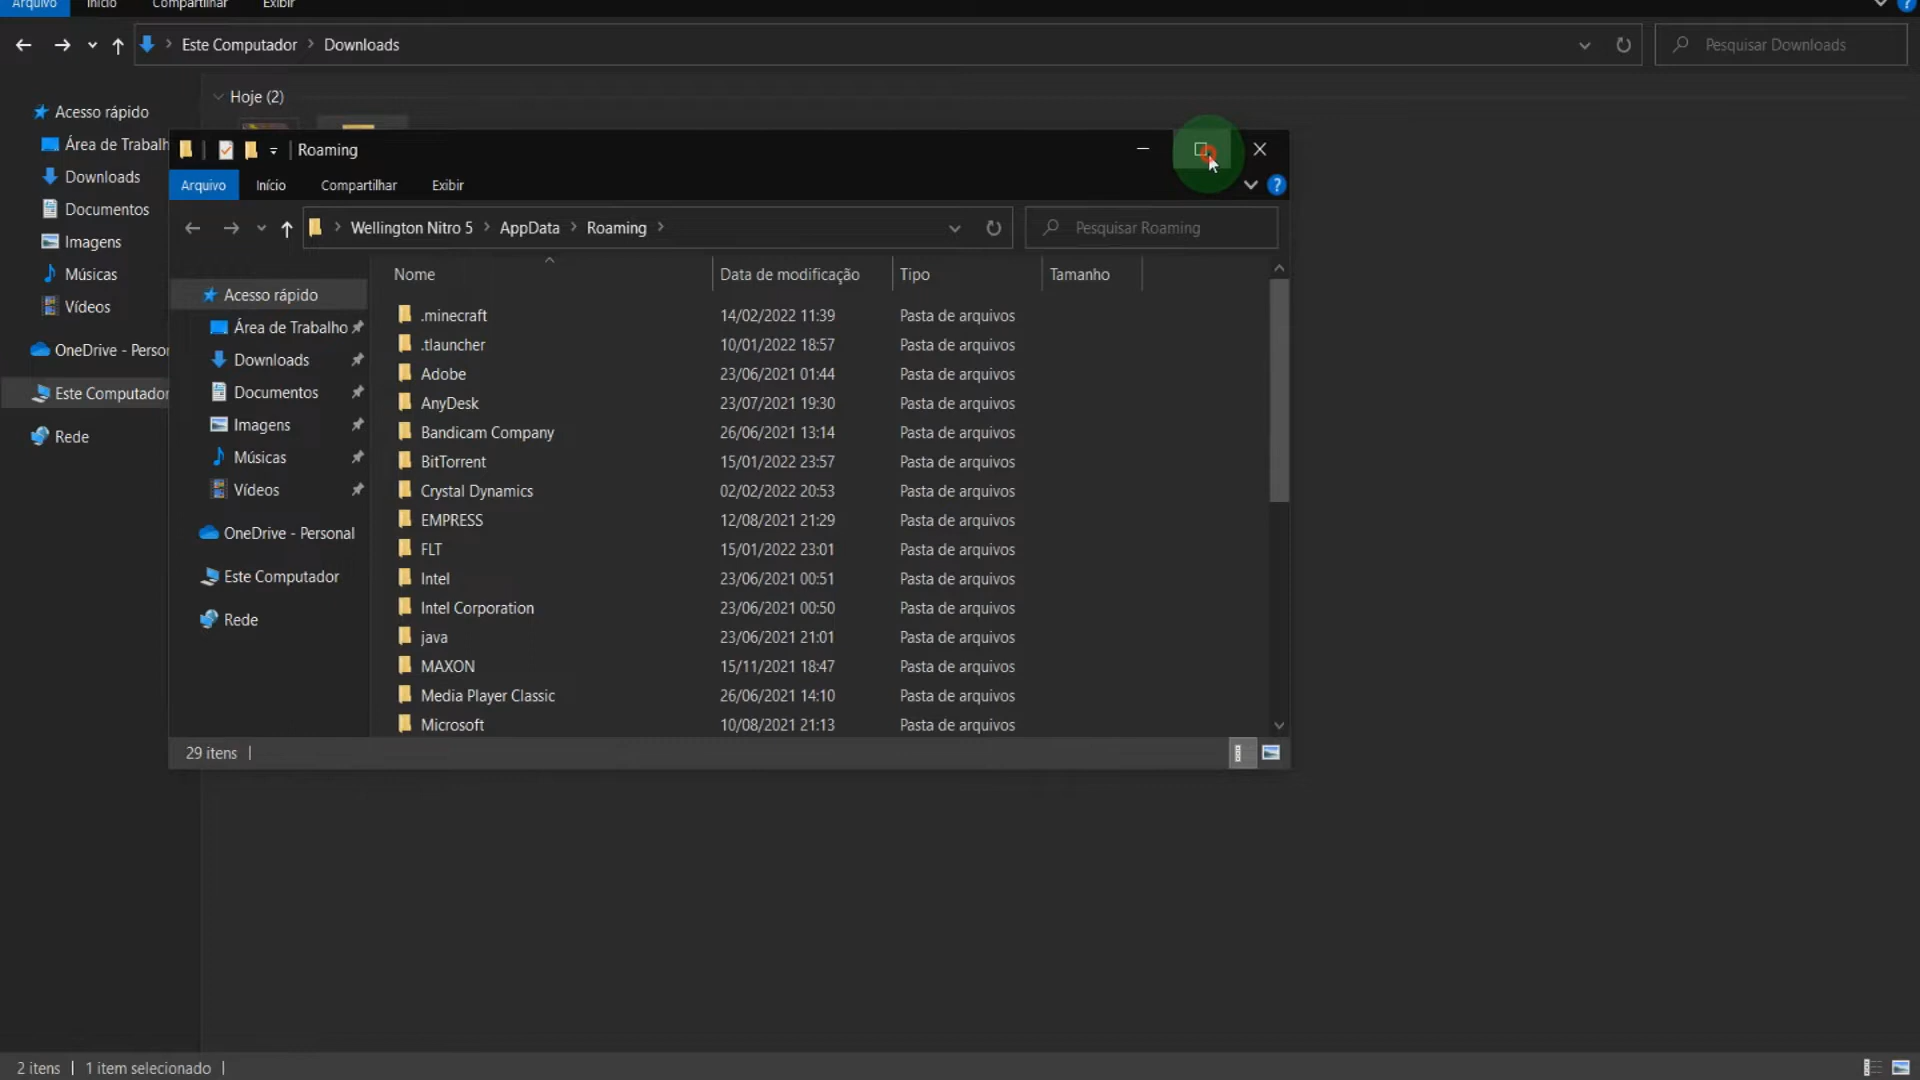 Arquivo Início Compartilhar Exibir
Este Computador Downloads
Pesquisar Downloads
Acesso rápido
Área de Trabalh
Downloads
Documentos
Imagens
Músicas
Vídeos
OneDrive - Person
Este Computador
Rede
Hoje (2)
Roaming
Arquivo Início Compartilhar Exibir
?
Wellington Nitro 5 AppData Roaming
Pesquisar Roaming
Acesso rápido
Área de Trabalho
Downloads
Documentos
Imagens
Músicas
Vídeos
OneDrive - Personal
Este Computador
Rede
Nome Data de modificação Tipo Tamanho
.minecraft 14/02/2022 11:39 Pasta de arquivos
.tlauncher 10/01/2022 18:57 Pasta de arquivos
Adobe 23/06/2021 01:44 Pasta de arquivos
AnyDesk 23/07/2021 19:30 Pasta de arquivos
Bandicam Company 26/06/2021 13:14 Pasta de arquivos
BitTorrent 15/01/2022 23:57 Pasta de arquivos
Crystal Dynamics 02/02/2022 20:53 Pasta de arquivos
EMPRESS 12/08/2021 21:29 Pasta de arquivos
FLT 15/01/2022 23:01 Pasta de arquivos
Intel 23/06/2021 00:51 Pasta de arquivos
Intel Corporation 23/06/2021 00:50 Pasta de arquivos
java 23/06/2021 21:01 Pasta de arquivos
MAXON 15/11/2021 18:47 Pasta de arquivos
Media Player Classic 26/06/2021 14:10 Pasta de arquivos
Microsoft 10/08/2021 21:13 Pasta de arquivos
29 itens
2 itens 1 item selecionado